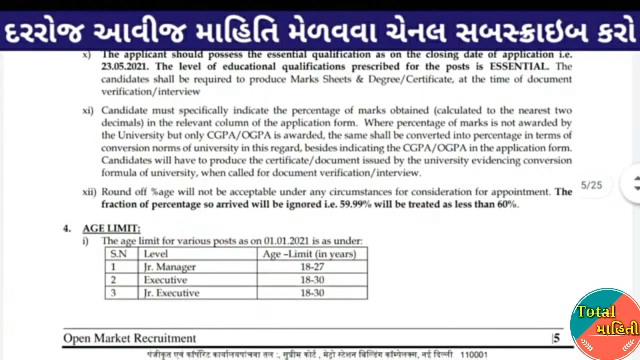 દરરોજ આવીજ માહિતિ મેળવવા ચેનલ સબસ્ક્રાઇબ કરો
x) The applicant should possess the essential qualification as on the closing date of application i.e.
23.05.2021. The level of educational qualifications prescribed for the posts is ESSENTIAL. The
candidates shall be required to produce Marks Sheets & Degree/Certificate, at the time of document
verification/interview
xi) Candidate must specifically indicate the percentage of marks obtained (calculated to the nearest two
decimals) in the relevant column of the application form. Where percentage of marks is not awarded by
the University but only CGPA/OGPA is awarded, the same shall be converted into percentage in terms of
conversion norms of university in this regard, besides indicating the CGPA/OGPA in the application form.
Candidates will have to produce the certificate/document issued by the university evidencing conversion
formula of university, when called for document verification/interview.
5/25
xii) Round off %age will not be acceptable under any circumstances for consideration for appointment. The
fraction of percentage so arrived will be ignored i.e. 59.99% will be treated as less than 60%.
4. AGE LIMIT:
i) The age limit for various posts as on 01.01.2021 is as under:
S.N Level Age –Limit (in years)
1 Jr. Manager 18-27
2 Executive 18-30
3 Jr. Executive 18-30
Total
માહિતી
Open Market Recruitment |5
पंजीकृत एवं कॉर्पोरेट कार्यालयपांचवा तल :, सुप्रीम कोर्ट , मेट्रो स्टेशन बिल्डिंग कॉम्पलेक्स, नई दिल्ली 110001